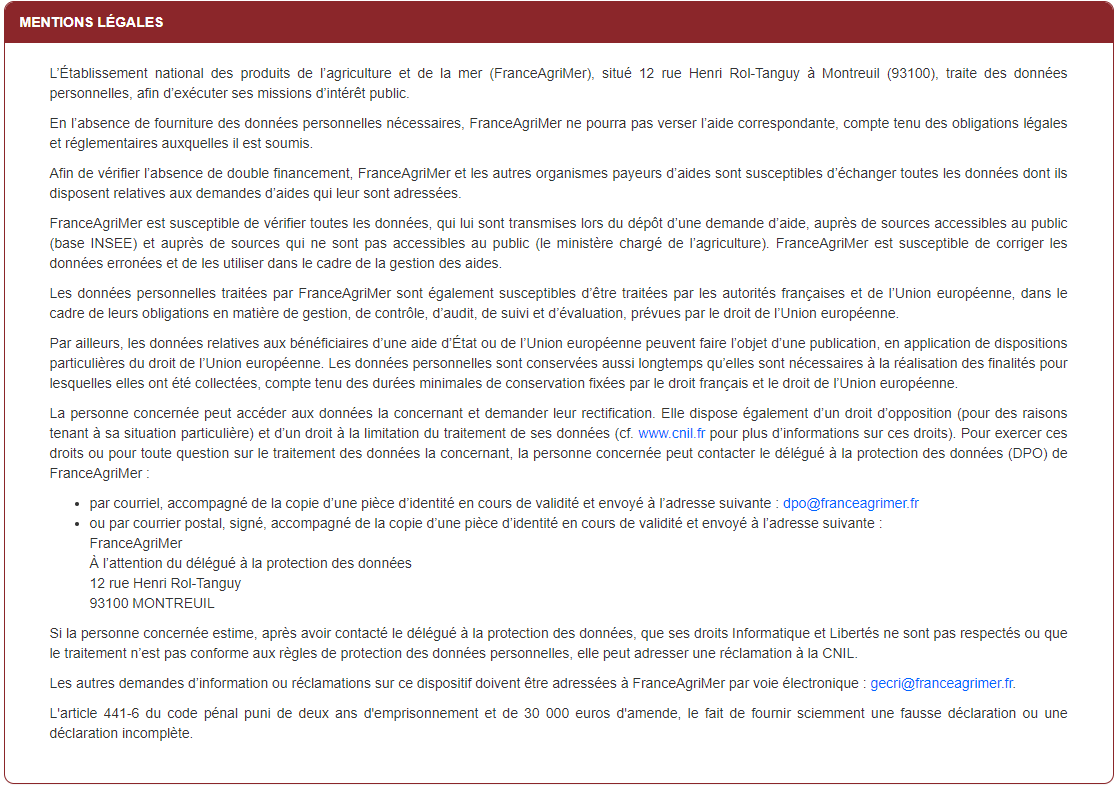 MENTIONS LÉGALES
L’Établissement national des produits de l’agriculture et de la mer (FranceAgriMer), situé 12 rue Henri Rol-Tanguy à Montreuil (93100), traite des données
personnelles, afin d’exécuter ses missions d’intérêt public.
En l’absence de fourniture des données personnelles nécessaires, FranceAgriMer ne pourra pas verser l’aide correspondante, compte tenu des obligations légales
et réglementaires auxquelles il est soumis.
Afin de vérifier l’absence de double financement, FranceAgriMer et les autres organismes payeurs d’aides sont susceptibles d’échanger toutes les données dont ils
disposent relatives aux demandes d’aides qui leur sont adressées.
FranceAgriMer est susceptible de vérifier toutes les données, qui lui sont transmises lors du dépôt d’une demande d’aide, auprès de sources accessibles au public
(base INSEE) et auprès de sources qui ne sont pas accessibles au public (le ministère chargé de l’agriculture). FranceAgriMer est susceptible de corriger les
données erronées et de les utiliser dans le cadre de la gestion des aides.
Les données personnelles traitées par FranceAgriMer sont également susceptibles d’être traitées par les autorités françaises et de l’Union européenne, dans le
cadre de leurs obligations en matière de gestion, de contrôle, d’audit, de suivi et d’évaluation, prévues par le droit de l’Union européenne.
Par ailleurs, les données relatives aux bénéficiaires d’une aide d’État ou de l’Union européenne peuvent faire l’objet d’une publication, en application de dispositions
particulières du droit de l’Union européenne. Les données personnelles sont conservées aussi longtemps qu’elles sont nécessaires à la réalisation des finalités pour
lesquelles elles ont été collectées, compte tenu des durées minimales de conservation fixées par le droit français et le droit de l’Union européenne.
La personne concernée peut accéder aux données la concernant et demander leur rectification. Elle dispose également d’un droit d’opposition (pour des raisons
tenant à sa situation particulière) et d’un droit à la limitation du traitement de ses données (cf. www.cnil.fr pour plus d’informations sur ces droits). Pour exercer ces
droits ou pour toute question sur le traitement des données la concernant, la personne concernée peut contacter le délégué à la protection des données (DPO) de
FranceAgriMer :
• par courriel, accompagné de la copie d’une pièce d’identité en cours de validité et envoyé à l’adresse suivante : dpo@franceagrimer.fr
• ou par courrier postal, signé, accompagné de la copie d’une pièce d’identité en cours de validité et envoyé à l’adresse suivante :
FranceAgriMer
À l’attention du délégué à la protection des données
12 rue Henri Rol-Tanguy
93100 MONTREUIL
Si la personne concernée estime, après avoir contacté le délégué à la protection des données, que ses droits Informatique et Libertés ne sont pas respectés ou que
le traitement n’est pas conforme aux règles de protection des données personnelles, elle peut adresser une réclamation à la CNIL.
Les autres demandes d’information ou réclamations sur ce dispositif doivent être adressées à FranceAgriMer par voie électronique : gecri@franceagrimer.fr.
L'article 441-6 du code pénal puni de deux ans d'emprisonnement et de 30 000 euros d'amende, le fait de fournir sciemment une fausse déclaration ou une
déclaration incomplète.